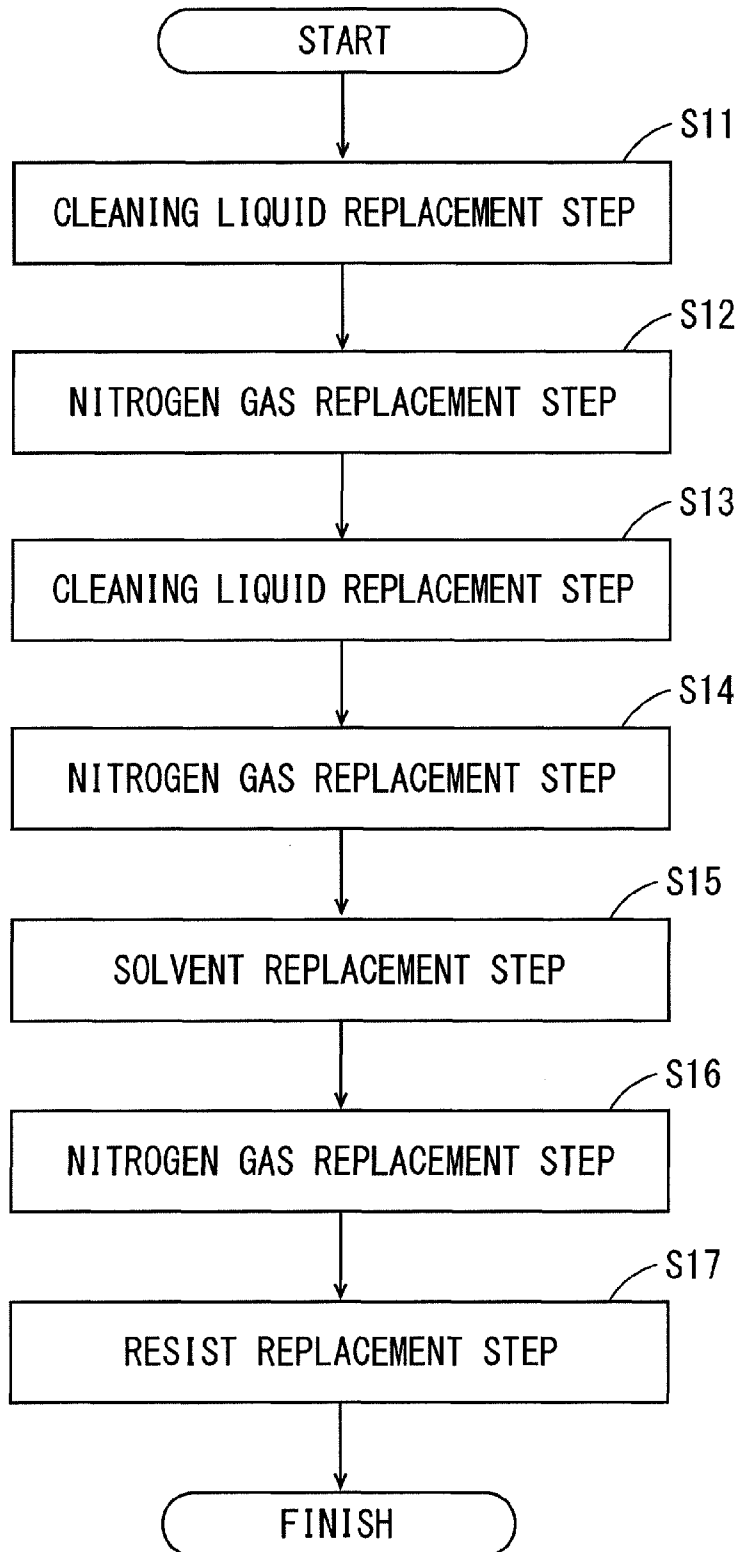 START
S11
CLEANING LIQUID REPLACEMENT STEP
S12
NITROGEN GAS REPLACEMENT STEP
S13
CLEANING LIQUID REPLACEMENT STEP
S14
NITROGEN GAS REPLACEMENT STEP
S15
SOLVENT REPLACEMENT STEP
S16
NITROGEN GAS REPLACEMENT STEP
S17
RESIST REPLACEMENT STEP
FINISH